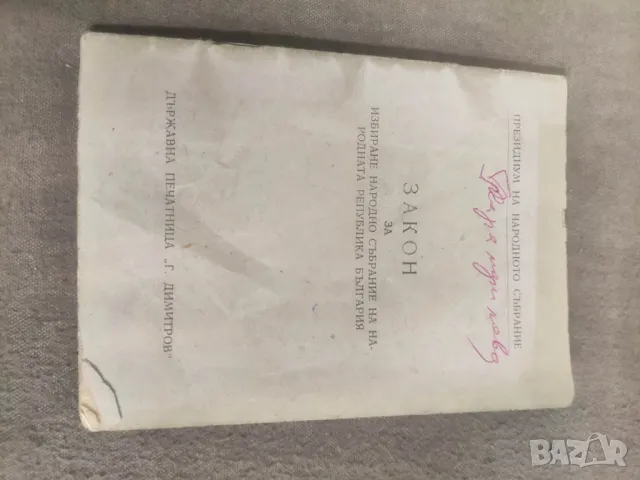 ПРЕЗИДИУМ НА НАРОДНОТО СЪБРАНИЕ
ЗАКОН
ЗА
ИЗБИРАНЕ НАРОДНО СЪБРАНИЕ НА НА-
РОДНАТА РЕПУБЛИКА БЪЛГАРИЯ
ДЪРЖАВНА ПЕЧАТНИЦА „Г. ДИМИТРОВ"
BAZAR
bg